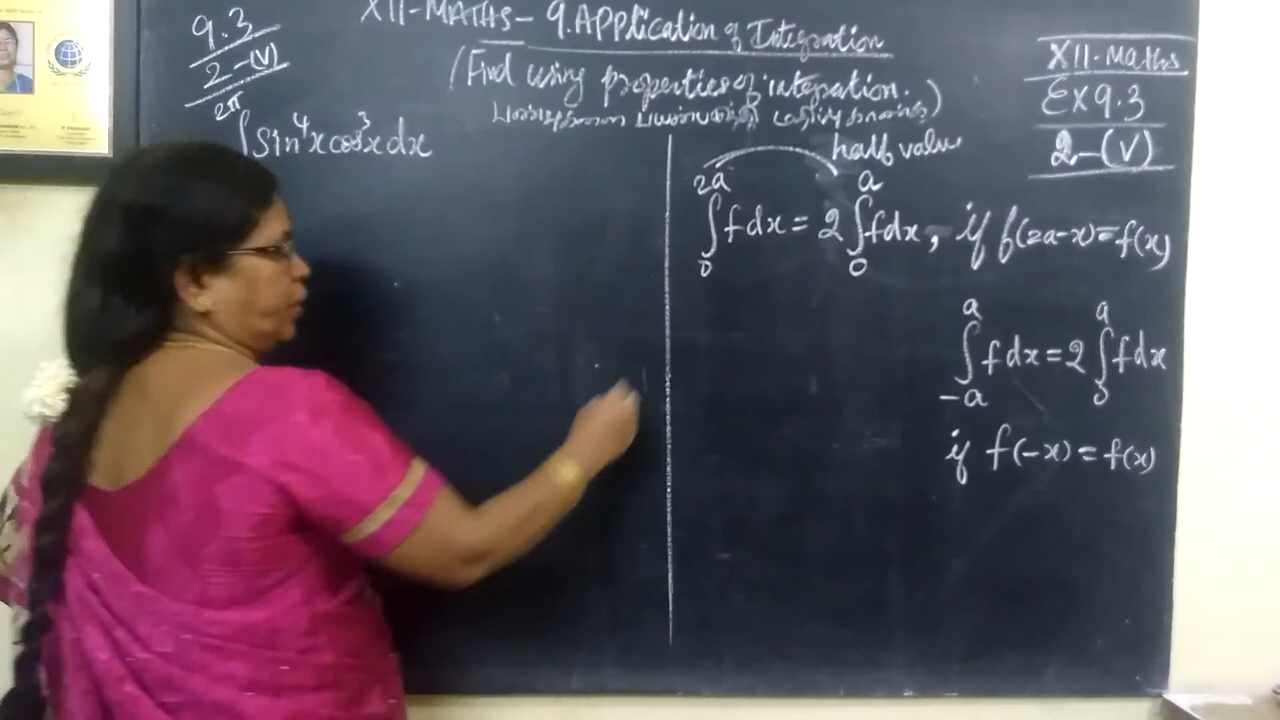 XII-MATHS - 9. Application of Integration
(Find using properties of integration.
9.3
2-(v)
2π
∫sin⁴x cos³x dx
XII-Maths
EX 9.3
2-(V)
half value
2a a
∫f dx = 2∫f dx, if f(2a-x)=f(x)
0 0
a a
∫f dx = 2∫f dx
-a 0
if f(-x) = f(x)